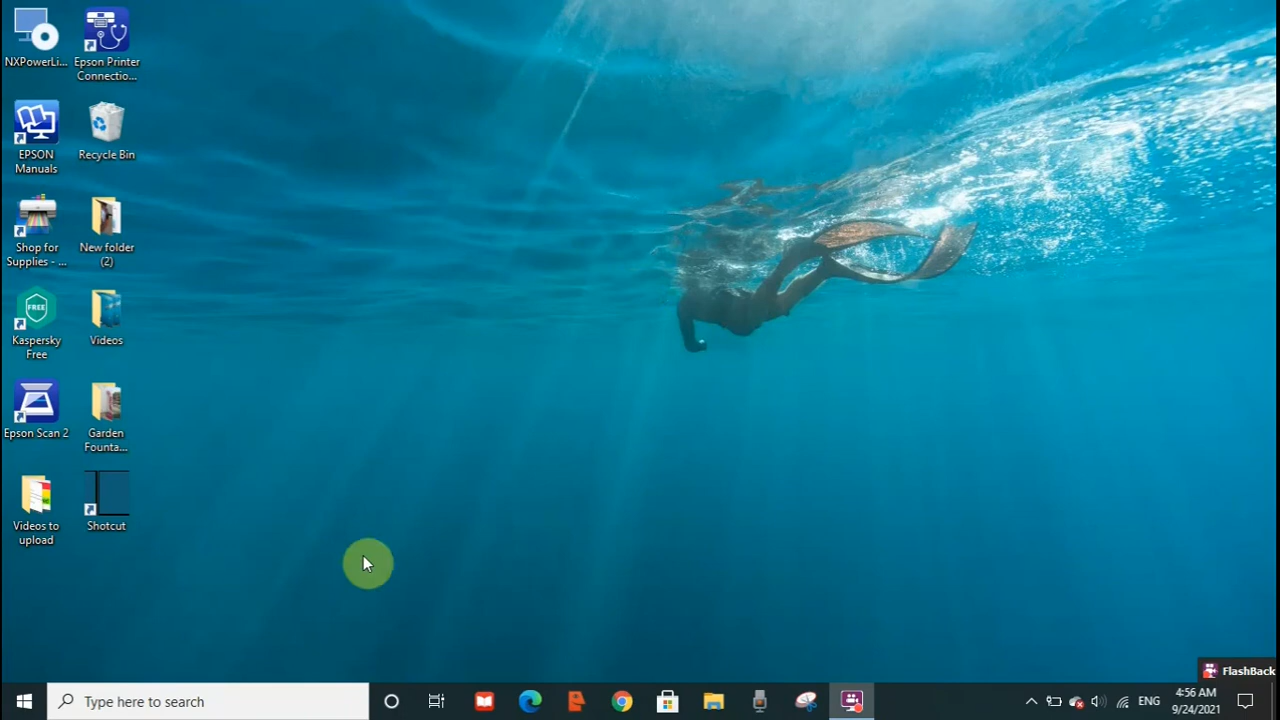 NXPowerLi...
Epson Printer
Connectio...
EPSON
Manuals
Recycle Bin
Shop for
Supplies - ...
New folder
(2)
FREE
Kaspersky
Free
Videos
Epson Scan 2
Garden
Founta...
Videos to
upload
Shotcut
FlashBack
Type here to search
ENG
4:56 AM
9/24/2021